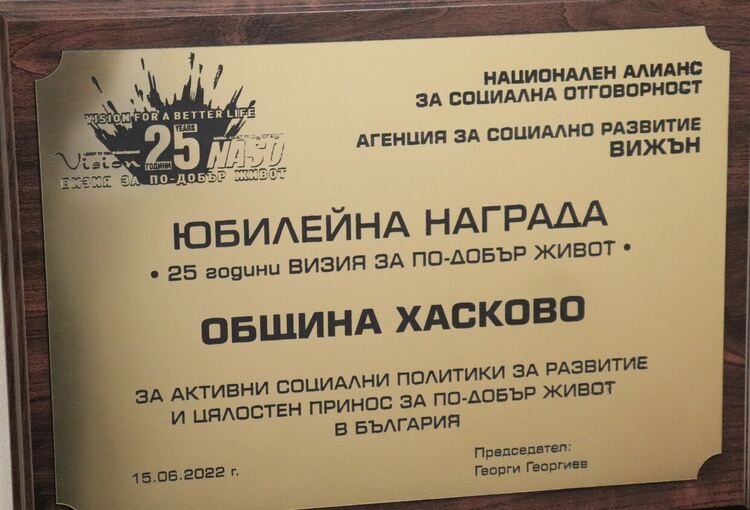 VISION FOR A BETTER LIFE
25 YEARS
ГОДИНИ
Vision
NASO
ВИЗИЯ ЗА ПО-ДОБЪР ЖИВОТ
НАЦИОНАЛЕН АЛИАНС
ЗА СОЦИАЛНА ОТГОВОРНОСТ
АГЕНЦИЯ ЗА СОЦИАЛНО РАЗВИТИЕ
ВИЖЪН
ЮБИЛЕЙНА НАГРАДА
• 25 години ВИЗИЯ ЗА ПО-ДОБЪР ЖИВОТ •
ОБЩИНА ХАСКОВО
ЗА АКТИВНИ СОЦИАЛНИ ПОЛИТИКИ ЗА РАЗВИТИЕ
И ЦЯЛОСТЕН ПРИНОС ЗА ПО-ДОБЪР ЖИВОТ
В БЪЛГАРИЯ
15.06.2022 г.
Председател:
Георги Георгиев